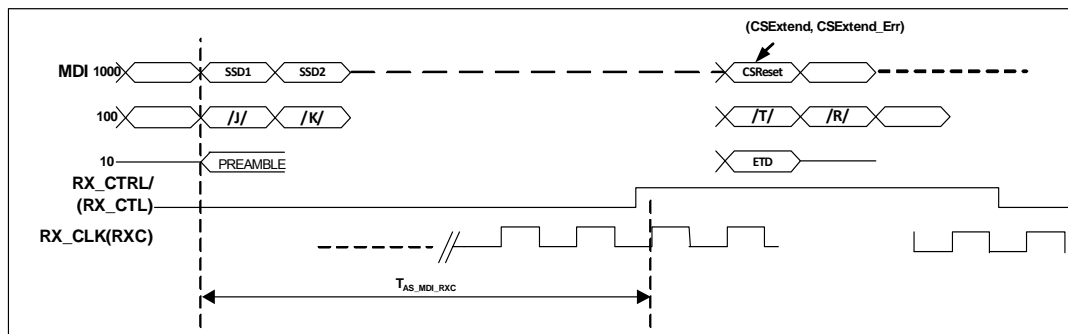 (CSExtend, CSExtend_Err)
MDI 1000 SSD1 SSD2 CSReset
100 /J/ /K/ /T/ /R/
10 PREAMBLE ETD
RX_CTRL/
(RX_CTL)
RX_CLK(RXC)
TAS_MDI_RXC